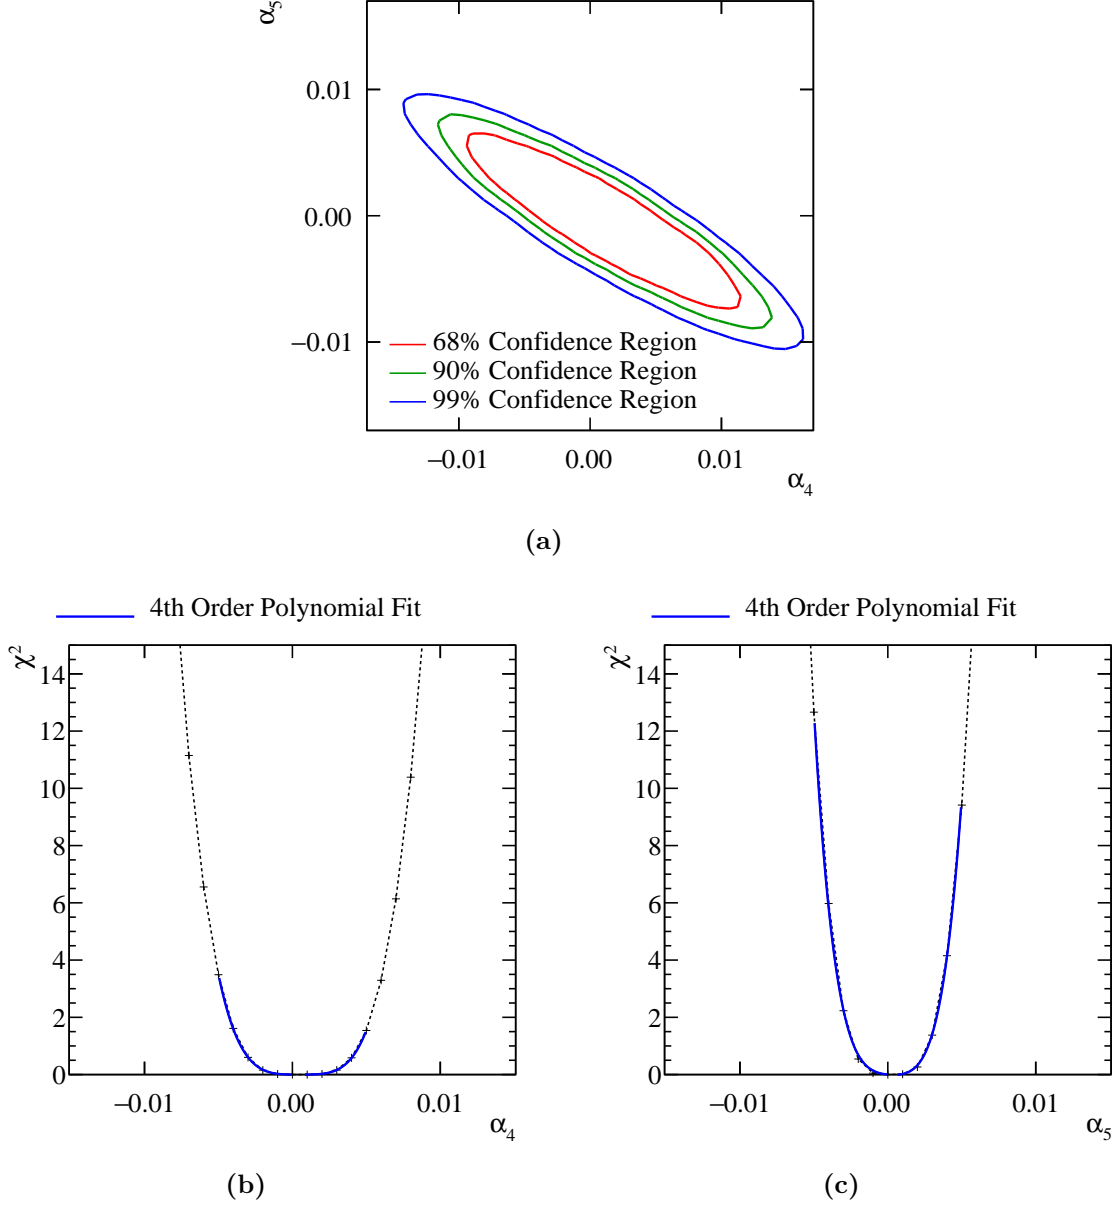 α5
0.01
0.00
−0.01
68% Confidence Region
90% Confidence Region
99% Confidence Region
−0.01 0.00 0.01
α4
(a)
4th Order Polynomial Fit
χ2
14
12
10
8
6
4
2
0
−0.01 0.00 0.01
α4
(b)
4th Order Polynomial Fit
χ2
14
12
10
8
6
4
2
0
−0.01 0.00 0.01
α5
(c)